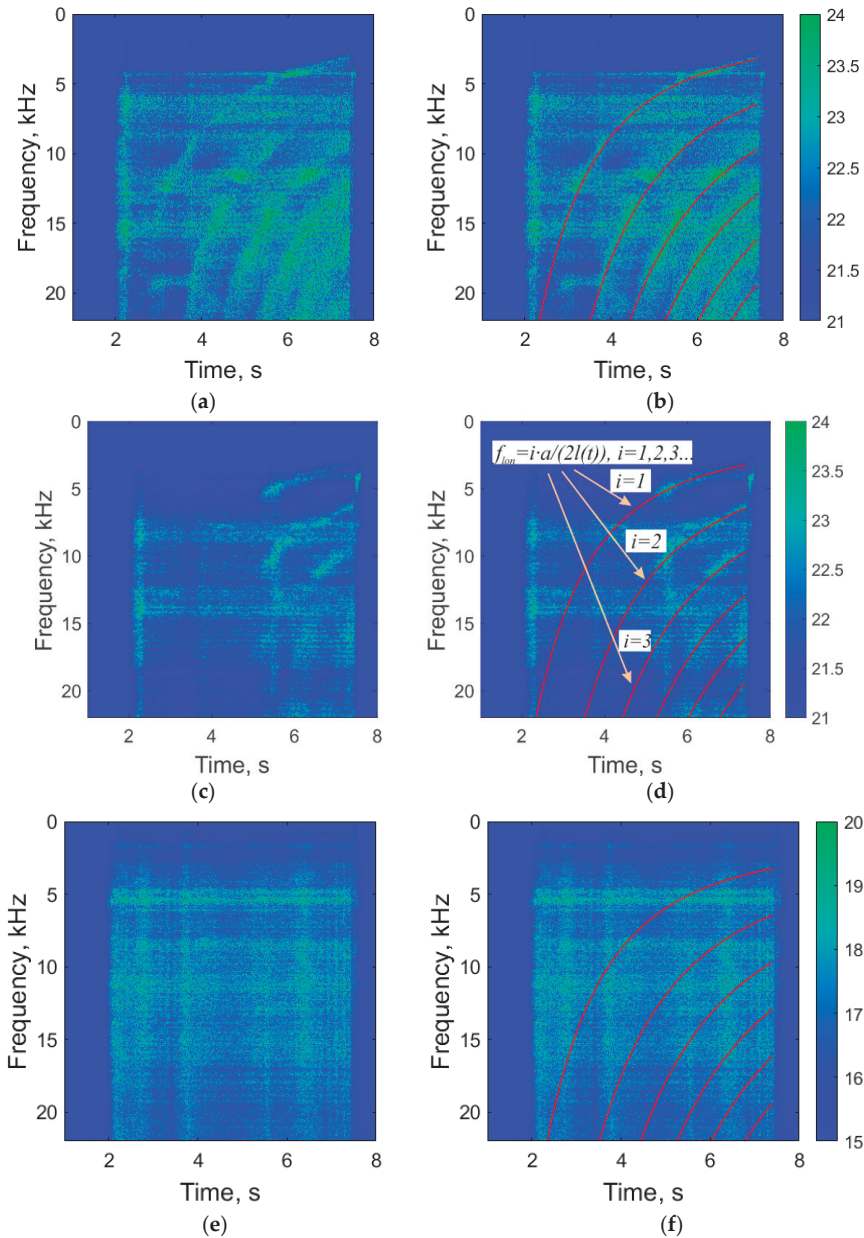 0
5
10
15
20
Frequency, kHz
2 4 6 8
Time, s
(a)
0
5
10
15
20
Frequency, kHz
2 4 6 8
Time, s
(b)
24
23.5
23
22.5
22
21.5
21
0
5
10
15
20
Frequency, kHz
2 4 6 8
Time, s
(c)
0
5
10
15
20
Frequency, kHz
f_lon=i·a/(2l(t)), i=1,2,3...
i=1
i=2
i=3
2 4 6 8
Time, s
(d)
24
23.5
23
22.5
22
21.5
21
0
5
10
15
20
Frequency, kHz
2 4 6 8
Time, s
(e)
0
5
10
15
20
Frequency, kHz
2 4 6 8
Time, s
(f)
20
19
18
17
16
15